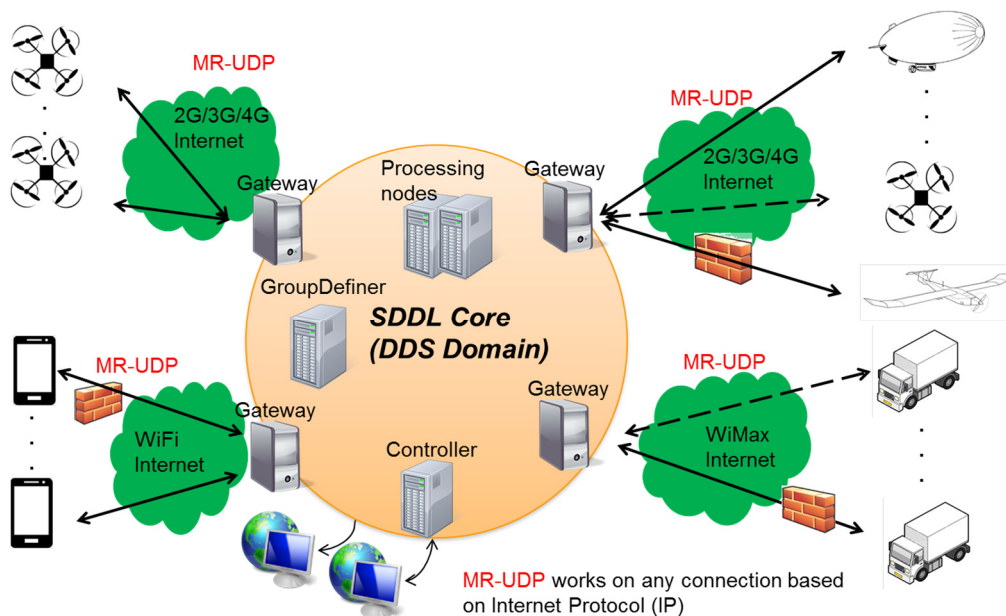 MR-UDP
2G/3G/4G
Internet
Gateway
Processing
nodes
Gateway
MR-UDP
2G/3G/4G
Internet
GroupDefiner
SDDL Core
(DDS Domain)
MR-UDP
WiFi
Internet
Gateway
Controller
Gateway
MR-UDP
WiMax
Internet
MR-UDP works on any connection based
on Internet Protocol (IP)